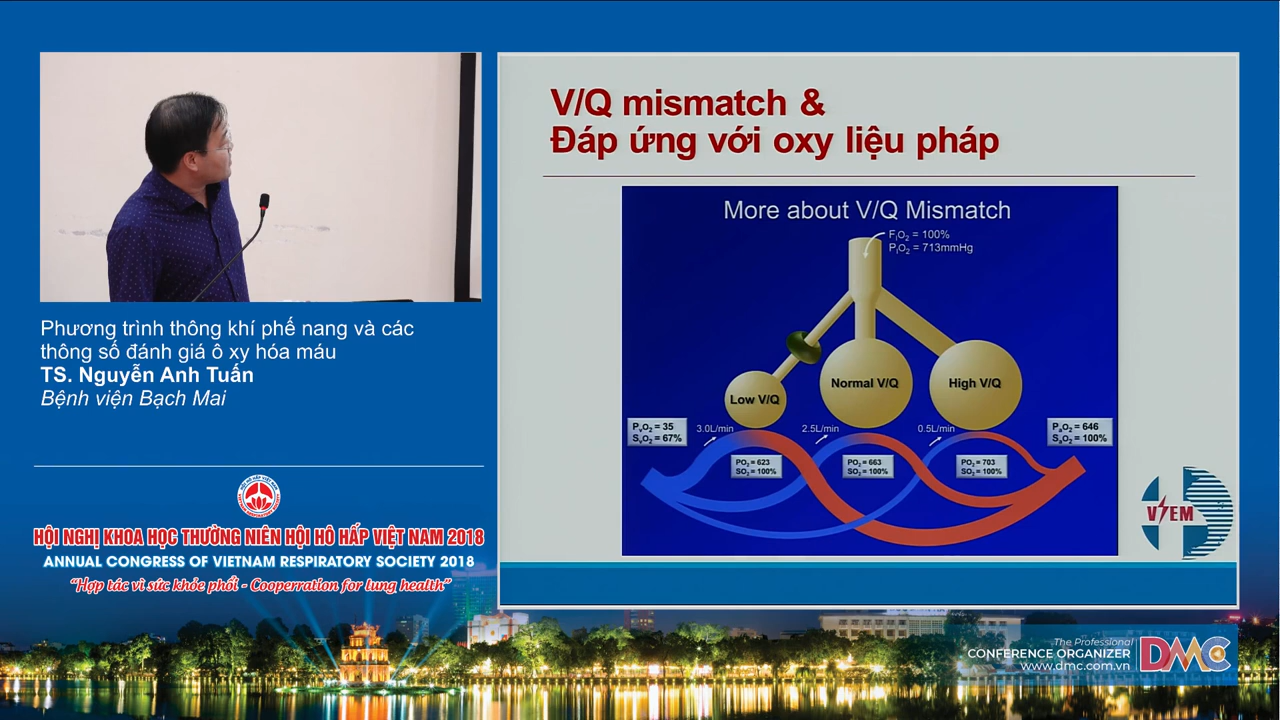 V/Q mismatch &
Đáp ứng với oxy liệu pháp
More about V/Q Mismatch
FIO2 = 100%
PIO2 = 713mmHg
Low V/Q
Normal V/Q
High V/Q
PvO2 = 35
SvO2 = 67%
3.0L/min
2.5L/min
0.5L/min
PaO2 = 646
SaO2 = 100%
PO2 = 623
SO2 = 100%
PO2 = 663
SO2 = 100%
PO2 = 703
SO2 = 100%
VSEM
Phương trình thông khí phế nang và các
thông số đánh giá ô xy hóa máu
TS. Nguyễn Anh Tuấn
Bệnh viện Bạch Mai
HỘI NGHỊ KHOA HỌC THƯỜNG NIÊN HỘI HÔ HẤP VIỆT NAM 2018
ANNUAL CONGRESS OF VIETNAM RESPIRATORY SOCIETY 2018
“Hợp tác vì sức khỏe phổi - Cooperration for lung health”
The Professional
CONFERENCE ORGANIZER
www.dmc.com.vn
DMC